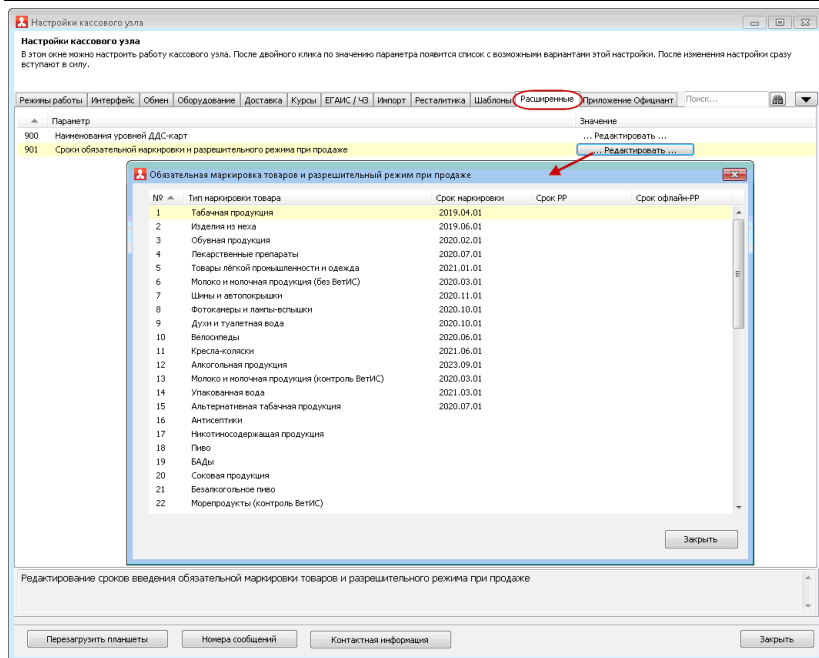 Настройки кассового узла
Настройки кассового узла
В этом окне можно настроить работу кассового узла. После двойного клика по значению параметра появится список с возможными вариантами этой настройки. После изменения настройки сразу
вступают в силу.
Режимы работы Интерфейс Обмен Оборудование Доставка Курсы ЕГАИС / ЧЗ Импорт Ресталитика Шаблоны Расширенные Приложение Официант Поиск...
Параметр Значение
900 Наименования уровней ДДС-карт ... Редактировать ...
901 Сроки обязательной маркировки и разрешительного режима при продаже ... Редактировать ...
Обязательная маркировка товаров и разрешительный режим при продаже
№ Тип маркировки товара Срок маркировки Срок РР Срок офлайн-РР
1 Табачная продукция 2019.04.01
2 Изделия из меха 2019.06.01
3 Обувная продукция 2020.02.01
4 Лекарственные препараты 2020.07.01
5 Товары лёгкой промышленности и одежда 2021.01.01
6 Молоко и молочная продукция (без ВетИС) 2020.03.01
7 Шины и автопокрышки 2020.11.01
8 Фотокамеры и лампы-вспышки 2020.10.01
9 Духи и туалетная вода 2020.10.01
10 Велосипеды 2020.06.01
11 Кресла-коляски 2021.06.01
12 Алкогольная продукция 2023.09.01
13 Молоко и молочная продукция (контроль ВетИС) 2020.03.01
14 Упакованная вода 2021.03.01
15 Альтернативная табачная продукция 2020.07.01
16 Антисептики
17 Никотиносодержащая продукция
18 Пиво
19 БАДы
20 Соковая продукция
21 Безалкогольное пиво
22 Морепродукты (контроль ВетИС)
Закрыть
Редактирование сроков введения обязательной маркировки товаров и разрешительного режима при продаже
Перезагрузить планшеты Номера сообщений Контактная информация Закрыть